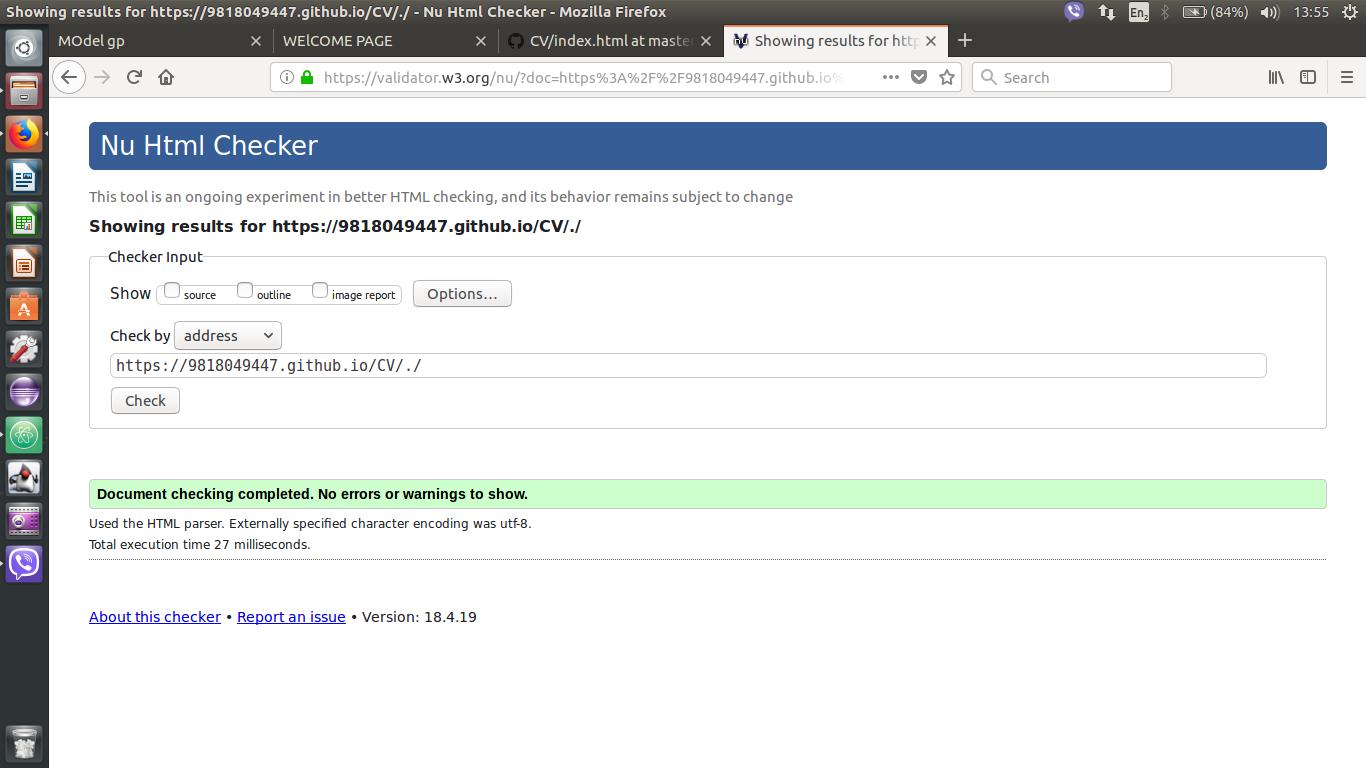 Showing results for https://9818049447.github.io/CV/./ - Nu Html Checker - Mozilla Firefox
En2 (84%) 13:55
MOdel gp WElCOME PAGE CV/index.html at maste Showing results for http
https://validator.w3.org/nu/?doc=https%3A%2F%2F9818049447.github.io% Search
Nu Html Checker
This tool is an ongoing experiment in better HTML checking, and its behavior remains subject to change
Showing results for https://9818049447.github.io/CV/./
Checker Input
Show source outline image report Options...
Check by address
https://9818049447.github.io/CV/./
Check
Document checking completed. No errors or warnings to show.
Used the HTML parser. Externally specified character encoding was utf-8.
Total execution time 27 milliseconds.
About this checker • Report an issue • Version: 18.4.19